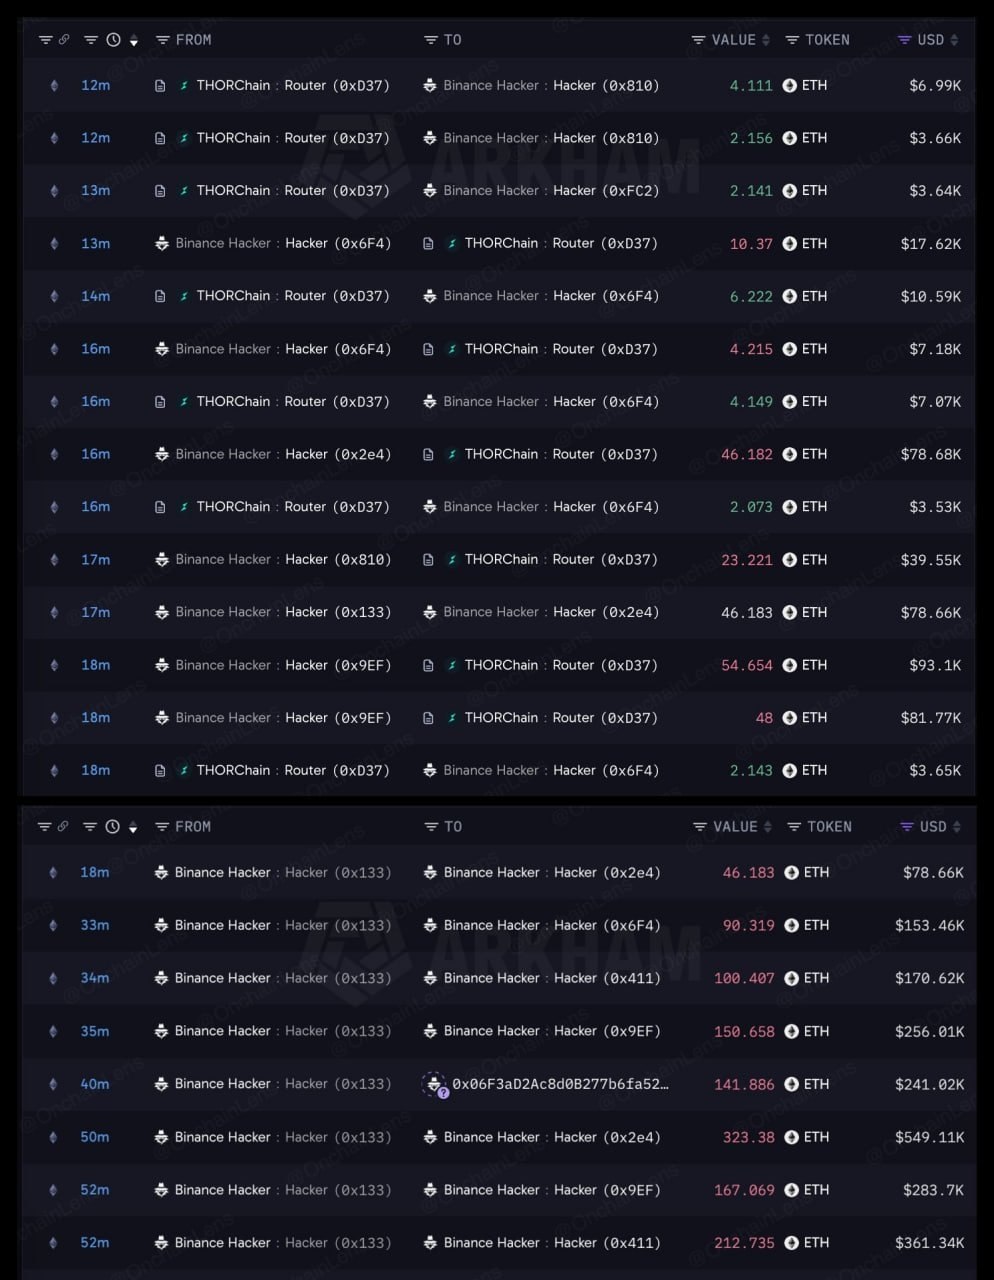 FROM TO VALUE TOKEN USD
12m THORChain : Router (0xD37) Binance Hacker : Hacker (0x810) 4.111 ETH $6.99K
12m THORChain : Router (0xD37) Binance Hacker : Hacker (0x810) 2.156 ETH $3.66K
13m THORChain : Router (0xD37) Binance Hacker : Hacker (0xFC2) 2.141 ETH $3.64K
13m Binance Hacker : Hacker (0x6F4) THORChain : Router (0xD37) 10.37 ETH $17.62K
14m THORChain : Router (0xD37) Binance Hacker : Hacker (0x6F4) 6.222 ETH $10.59K
16m Binance Hacker : Hacker (0x6F4) THORChain : Router (0xD37) 4.215 ETH $7.18K
16m THORChain : Router (0xD37) Binance Hacker : Hacker (0x6F4) 4.149 ETH $7.07K
16m Binance Hacker : Hacker (0x2e4) THORChain : Router (0xD37) 46.182 ETH $78.68K
16m THORChain : Router (0xD37) Binance Hacker : Hacker (0x6F4) 2.073 ETH $3.53K
17m Binance Hacker : Hacker (0x810) THORChain : Router (0xD37) 23.221 ETH $39.55K
17m Binance Hacker : Hacker (0x133) Binance Hacker : Hacker (0x2e4) 46.183 ETH $78.66K
18m Binance Hacker : Hacker (0x9EF) THORChain : Router (0xD37) 54.654 ETH $93.1K
18m Binance Hacker : Hacker (0x9EF) THORChain : Router (0xD37) 48 ETH $81.77K
18m THORChain : Router (0xD37) Binance Hacker : Hacker (0x6F4) 2.143 ETH $3.65K
ARKHAM
FROM TO VALUE TOKEN USD
18m Binance Hacker : Hacker (0x133) Binance Hacker : Hacker (0x2e4) 46.183 ETH $78.66K
33m Binance Hacker : Hacker (0x133) Binance Hacker : Hacker (0x6F4) 90.319 ETH $153.46K
34m Binance Hacker : Hacker (0x133) Binance Hacker : Hacker (0x411) 100.407 ETH $170.62K
35m Binance Hacker : Hacker (0x133) Binance Hacker : Hacker (0x9EF) 150.658 ETH $256.01K
40m Binance Hacker : Hacker (0x133) 0x06F3aD2Ac8d0B277b6fa52… 141.886 ETH $241.02K
50m Binance Hacker : Hacker (0x133) Binance Hacker : Hacker (0x2e4) 323.38 ETH $549.11K
52m Binance Hacker : Hacker (0x133) Binance Hacker : Hacker (0x9EF) 167.069 ETH $283.7K
52m Binance Hacker : Hacker (0x133) Binance Hacker : Hacker (0x411) 212.735 ETH $361.34K
ARKHAM
@OnchainLens